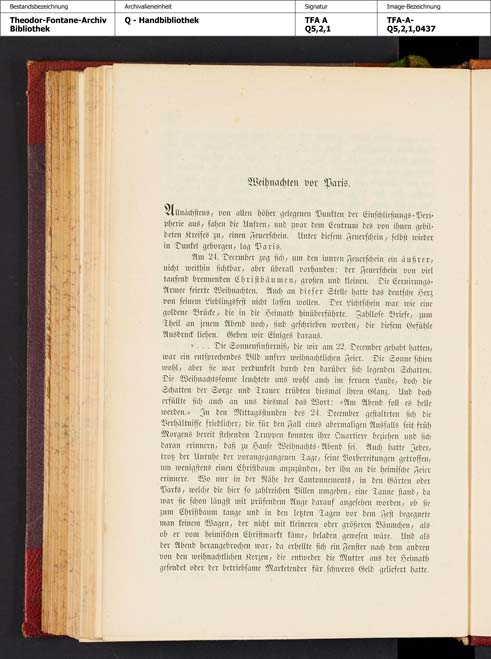 Bestandsbezeichnung
Archivalieneinheit
Signatur
Image-Bezeichnung
Theodor-Fontane-Archiv
Bibliothek
Q - Handbibliothek
TFA A
Q5,2,1
TFA-A-
Q5,2,1,0437
Weihnachten vor Paris.
Allnächstens, von allen höher gelegenen Punkten der Einschließungs-Peri-
pherie aus, sahen die Unsren, und zwar dem Centrum des von ihnen gebil-
deten Kreises zu, einen Feuerschein. Unter diesem Feuerschein, selbst wieder
in Dunkel geborgen, lag Paris.
Am 24. December zog sich, um den innren Feuerschein ein äußrer,
nicht weithin sichtbar, aber überall vorhanden: der Feuerschein von viel
tausend brennenden Christbäumen, großen und kleinen. Die Cernirungs-
Armee feierte Weihnachten. Auch an dieser Stelle hatte das deutsche Herz
von seinem Lieblingsfest nicht lassen wollen. Der Lichtschein war wie eine
goldene Brücke, die in die Heimath hinüberführte. Zahllose Briefe, zum
Theil an jenem Abend noch, sind geschrieben worden, die diesem Gefühle
Ausdruck liehen. Geben wir Einiges daraus.
». . . Die Sonnenfinsterniß, die wir am 22. December gehabt hatten,
war ein entsprechendes Bild unsrer weihnachtlichen Feier. Die Sonne schien
wohl, aber sie war verdunkelt durch den darüber sich legenden Schatten.
Die Weihnachtssonne leuchtete uns wohl auch im fernen Lande, doch die
Schatten der Sorge und Trauer trübten diesmal ihren Glanz. Und doch
erfüllte sich auch an uns diesmal das Wort: »Am Abend soll es helle
werden.« In den Mittagsstunden des 24. December gestalteten sich die
Verhältnisse friedlicher; die für den Fall eines abermaligen Ausfalls seit früh
Morgens bereit stehenden Truppen konnten ihre Quartiere beziehen und sich
daran erinnern, daß zu Hause Weihnachts-Abend sei. Auch hatte Jeder,
trotz der Unruhe der vorangegangenen Tage, seine Vorbereitungen getroffen,
um wenigstens einen Christbaum anzuzünden, der ihn an die heimische Feier
erinnere. Wo nur in der Nähe der Cantonnements, in den Gärten oder
Parks, welche die hier so zahlreichen Villen umgeben, eine Tanne stand, da
war sie schon längst mit prüfendem Auge darauf angesehen worden, ob sie
zum Christbaum tauge und in den letzten Tagen vor dem Fest begegnete
man keinem Wagen, der nicht mit kleineren oder größeren Bäumchen, als
ob er vom heimischen Christmarkt käme, beladen gewesen wäre. Und als
der Abend herangebrochen war, da erhellte sich ein Fenster nach dem andren
von den weihnachtlichen Kerzen, die entweder die Mutter aus der Heimath
gesendet oder der betriebsame Marketender für schweres Geld geliefert hatte.